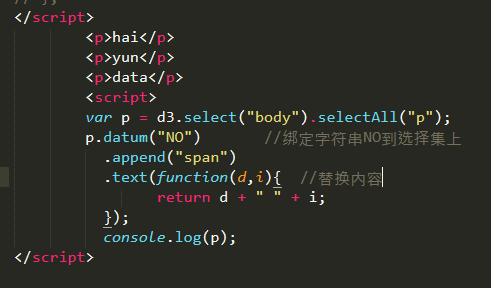 // };
</script>
<p>hai</p>
<p>yun</p>
<p>data</p>
<script>
var p = d3.select("body").selectAll("p");
p.datum("NO")       //绑定字符串NO到选择集上
.append("span")
.text(function(d,i){  //替换内容
return d + " " + i;
});
console.log(p);
</script>